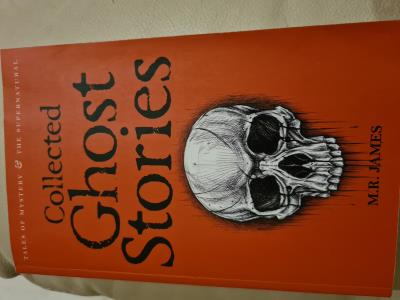 TALES OF MYSTERY & THE SUPERNATURAL
Collected
Ghost
Stories
M.R. JAMES